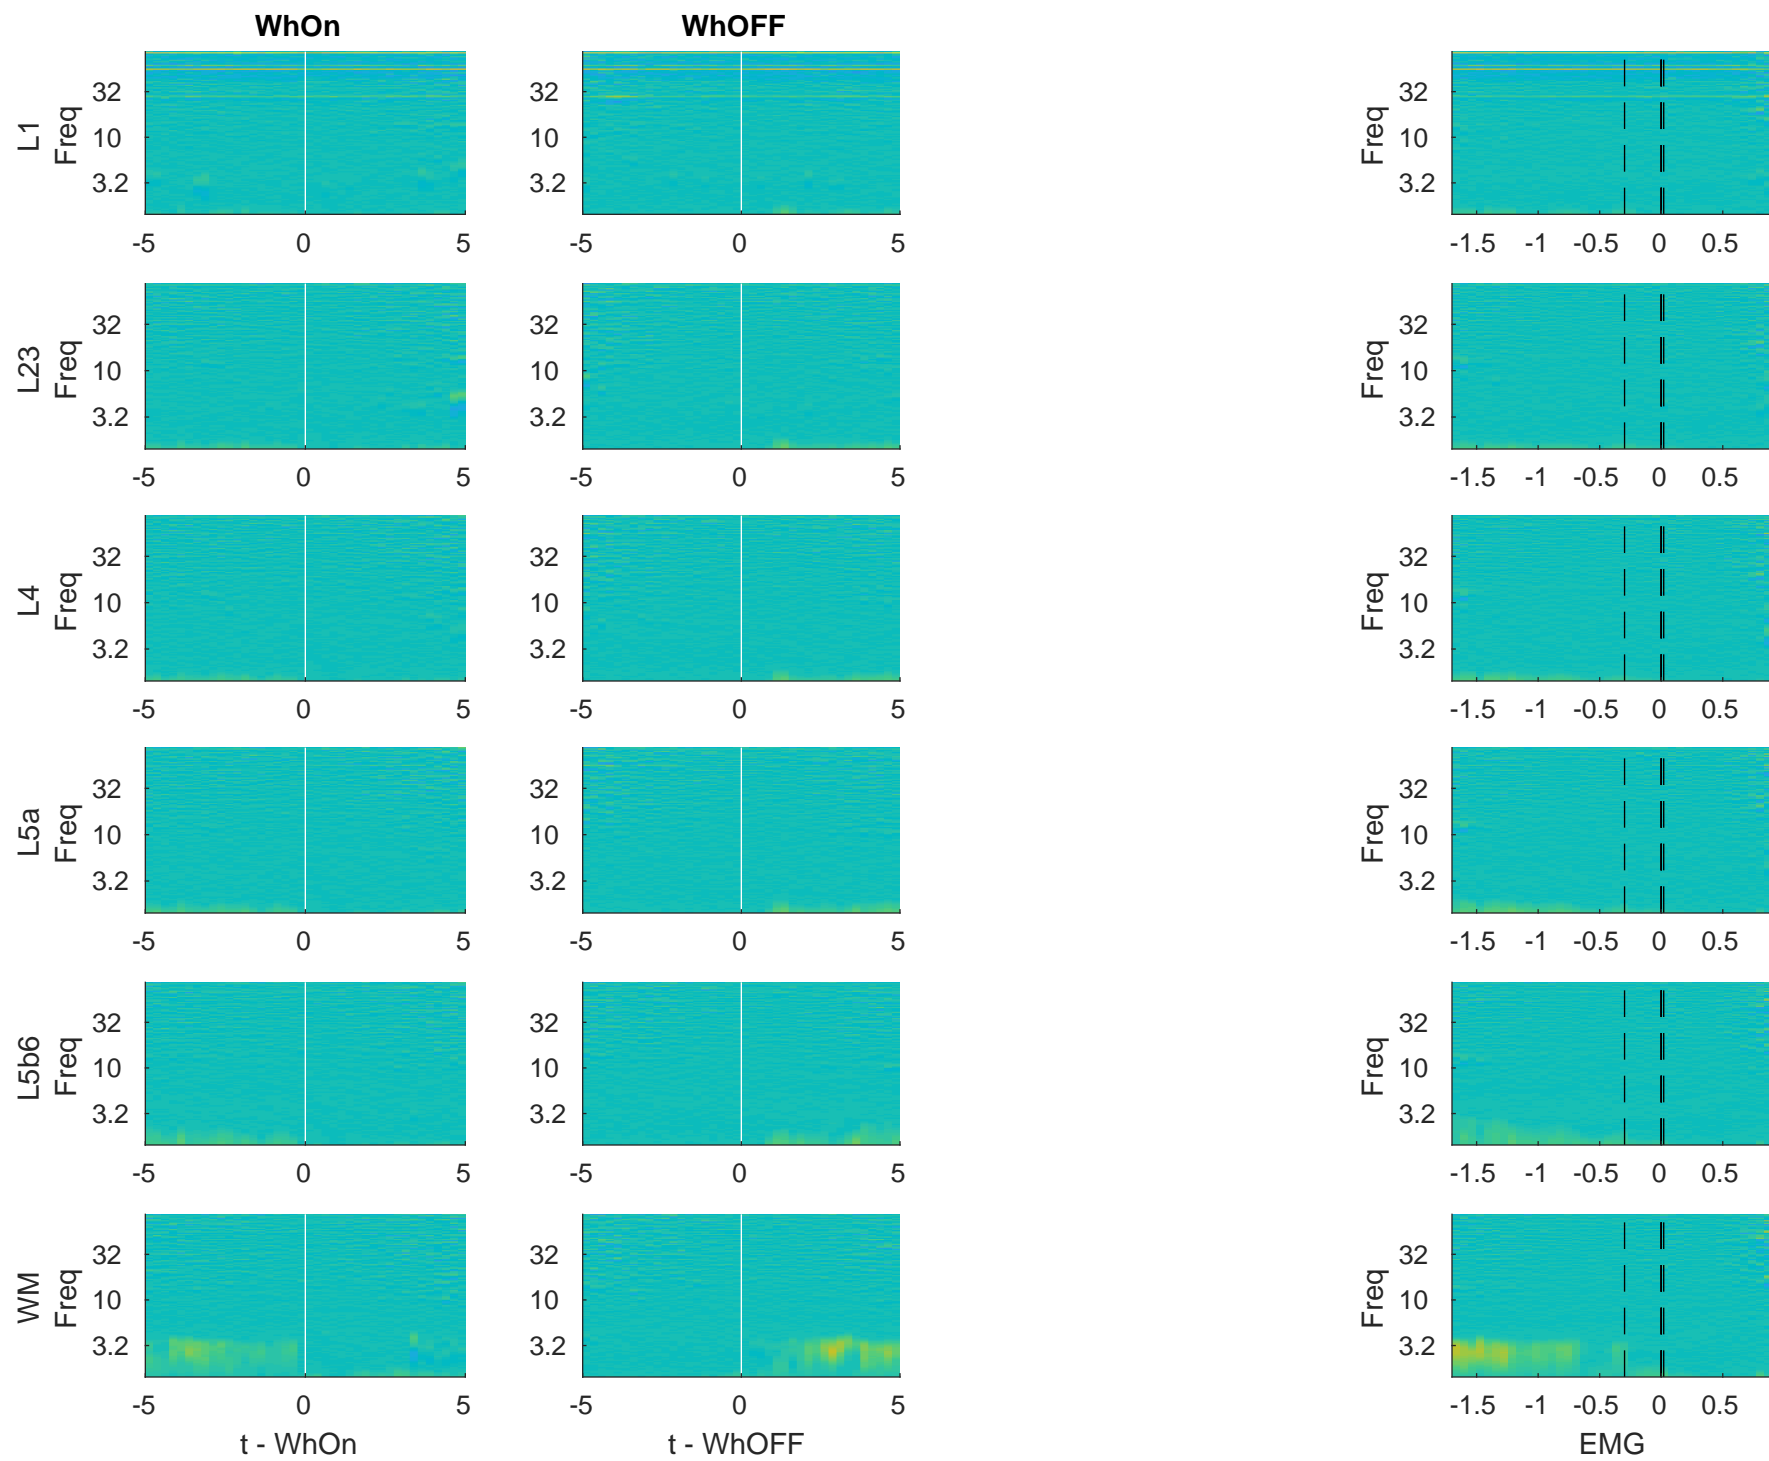 WhOn WhOFF
L1 Freq 32 10 3.2 32 10 3.2 Freq 32 10 3.2
-5 0 5 -5 0 5 -1.5 -1 -0.5 0 0.5
L23 Freq 32 10 3.2 32 10 3.2 Freq 32 10 3.2
-5 0 5 -5 0 5 -1.5 -1 -0.5 0 0.5
L4 Freq 32 10 3.2 32 10 3.2 Freq 32 10 3.2
-5 0 5 -5 0 5 -1.5 -1 -0.5 0 0.5
L5a Freq 32 10 3.2 32 10 3.2 Freq 32 10 3.2
-5 0 5 -5 0 5 -1.5 -1 -0.5 0 0.5
L5b6 Freq 32 10 3.2 32 10 3.2 Freq 32 10 3.2
-5 0 5 -5 0 5 -1.5 -1 -0.5 0 0.5
WM Freq 32 10 3.2 32 10 3.2 Freq 32 10 3.2
-5 0 5 -5 0 5 -1.5 -1 -0.5 0 0.5
t - WhOn t - WhOFF EMG